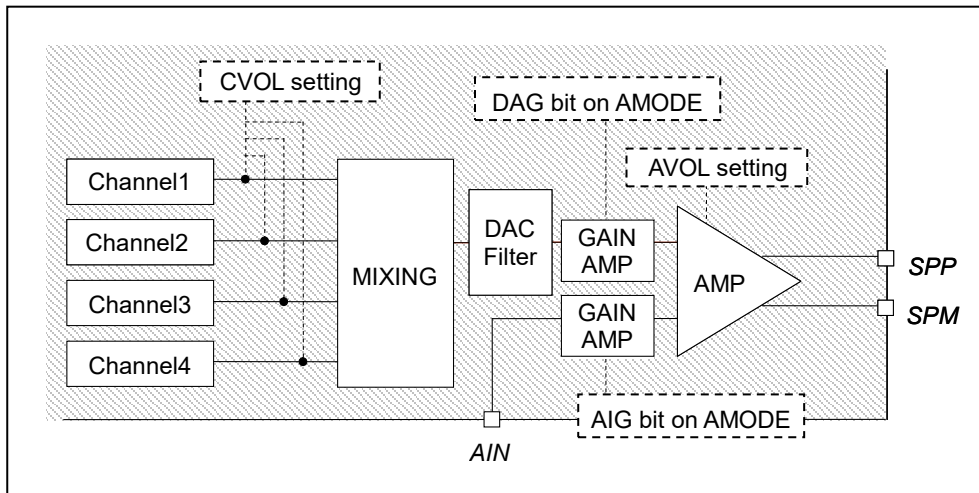 CVOL setting
DAG bit on AMODE
AVOL setting
Channel1
Channel2
Channel3
Channel4
MIXING
DAC
Filter
GAIN
AMP
GAIN
AMP
AMP
SPP
SPM
AIG bit on AMODE
AIN